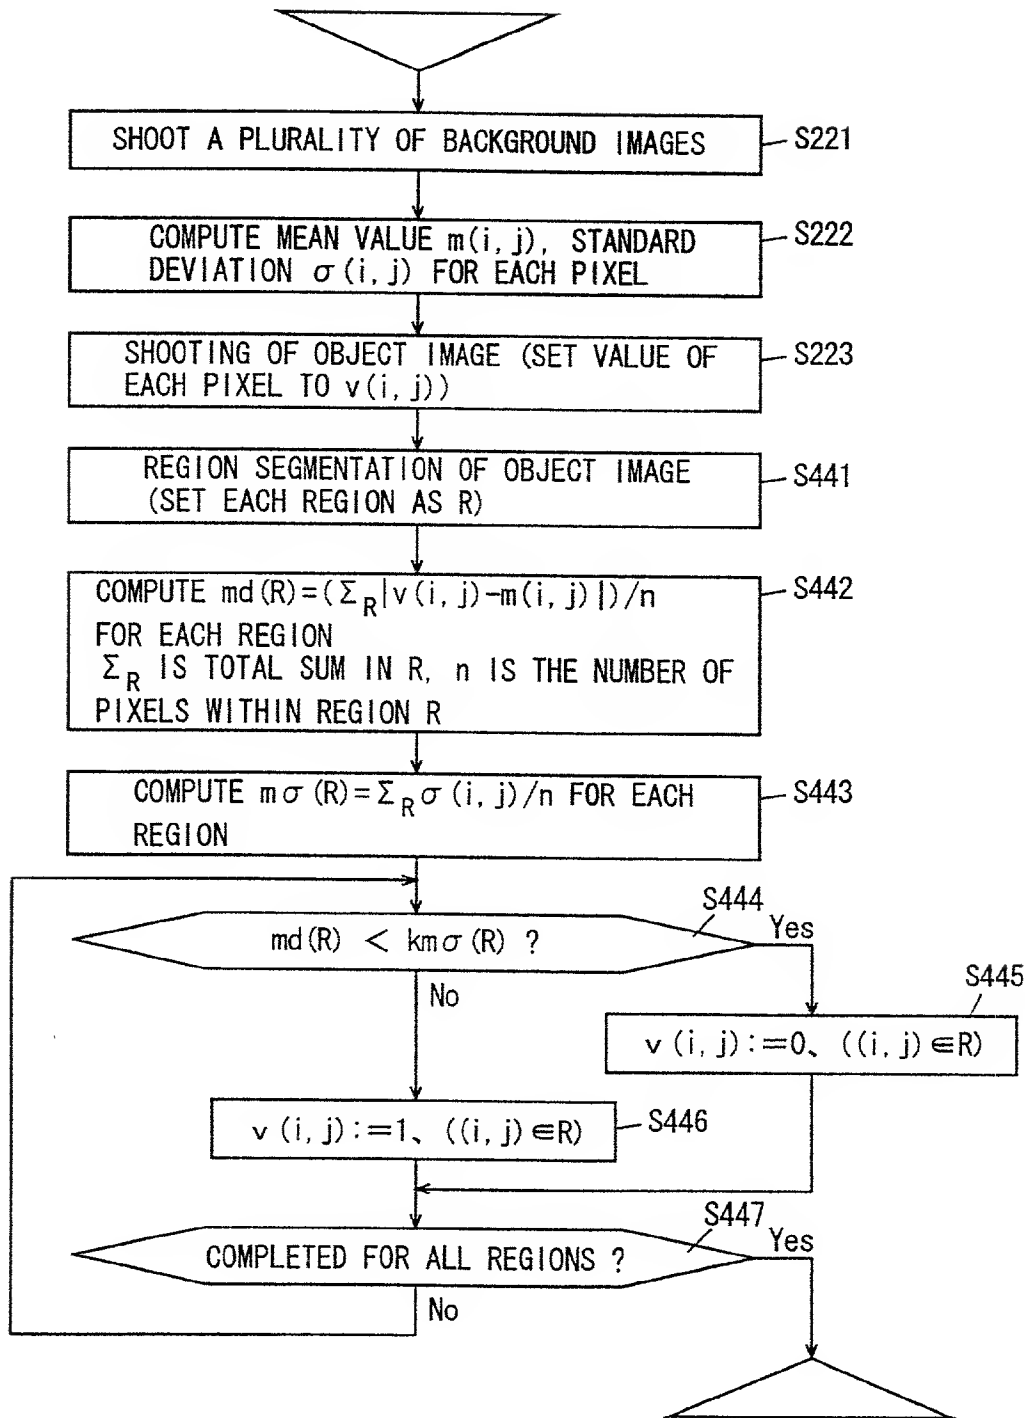 SHOOT A PLURALITY OF BACKGROUND IMAGES
S221
COMPUTE MEAN VALUE m(i, j), STANDARD
DEVIATION σ(i, j) FOR EACH PIXEL
S222
SHOOTING OF OBJECT IMAGE (SET VALUE OF
EACH PIXEL TO v(i, j))
S223
REGION SEGMENTATION OF OBJECT IMAGE
(SET EACH REGION AS R)
S441
COMPUTE md(R)=(Σ_R|v(i, j)-m(i, j)|)/n
FOR EACH REGION
Σ_R IS TOTAL SUM IN R, n IS THE NUMBER OF
PIXELS WITHIN REGION R
S442
COMPUTE mσ(R)=Σ_Rσ(i, j)/n FOR EACH
REGION
S443
S444
md(R) < kmσ(R) ?
Yes
No
S445
v(i, j):=0、((i, j)∈R)
v(i, j):=1、((i, j)∈R)
S446
S447
COMPLETED FOR ALL REGIONS ?
Yes
No